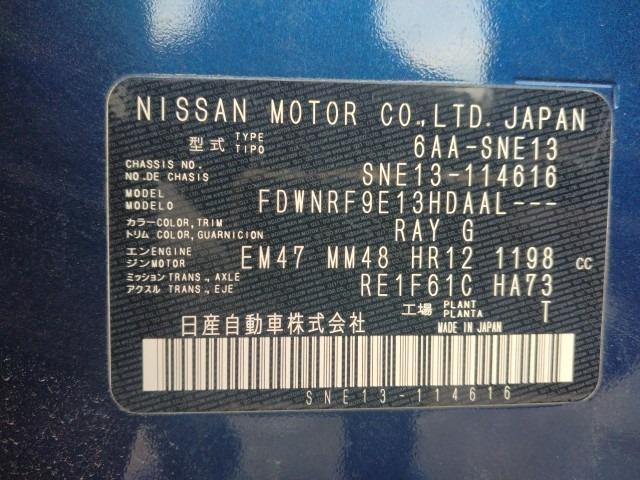 NISSAN MOTOR CO.,LTD. JAPAN
型式 TYPE TIPO 6AA-SNE13
CHASSIS NO. NO.DE CHASIS SNE13-114616
MODEL MODELO FDWNRF9E13HDAAL---
カラー COLOR, TRIM トリム COLOR, GUARNICION RAY G
エンジン ENGINE MOTOR EM47 MM48 HR12 1198 cc
ミッション TRANS., AXLE アクスル TRANS., EJE RE1F61C HA73
工場 PLANT PLANTA T
日産自動車株式会社 MADE IN JAPAN
SNE13-114616